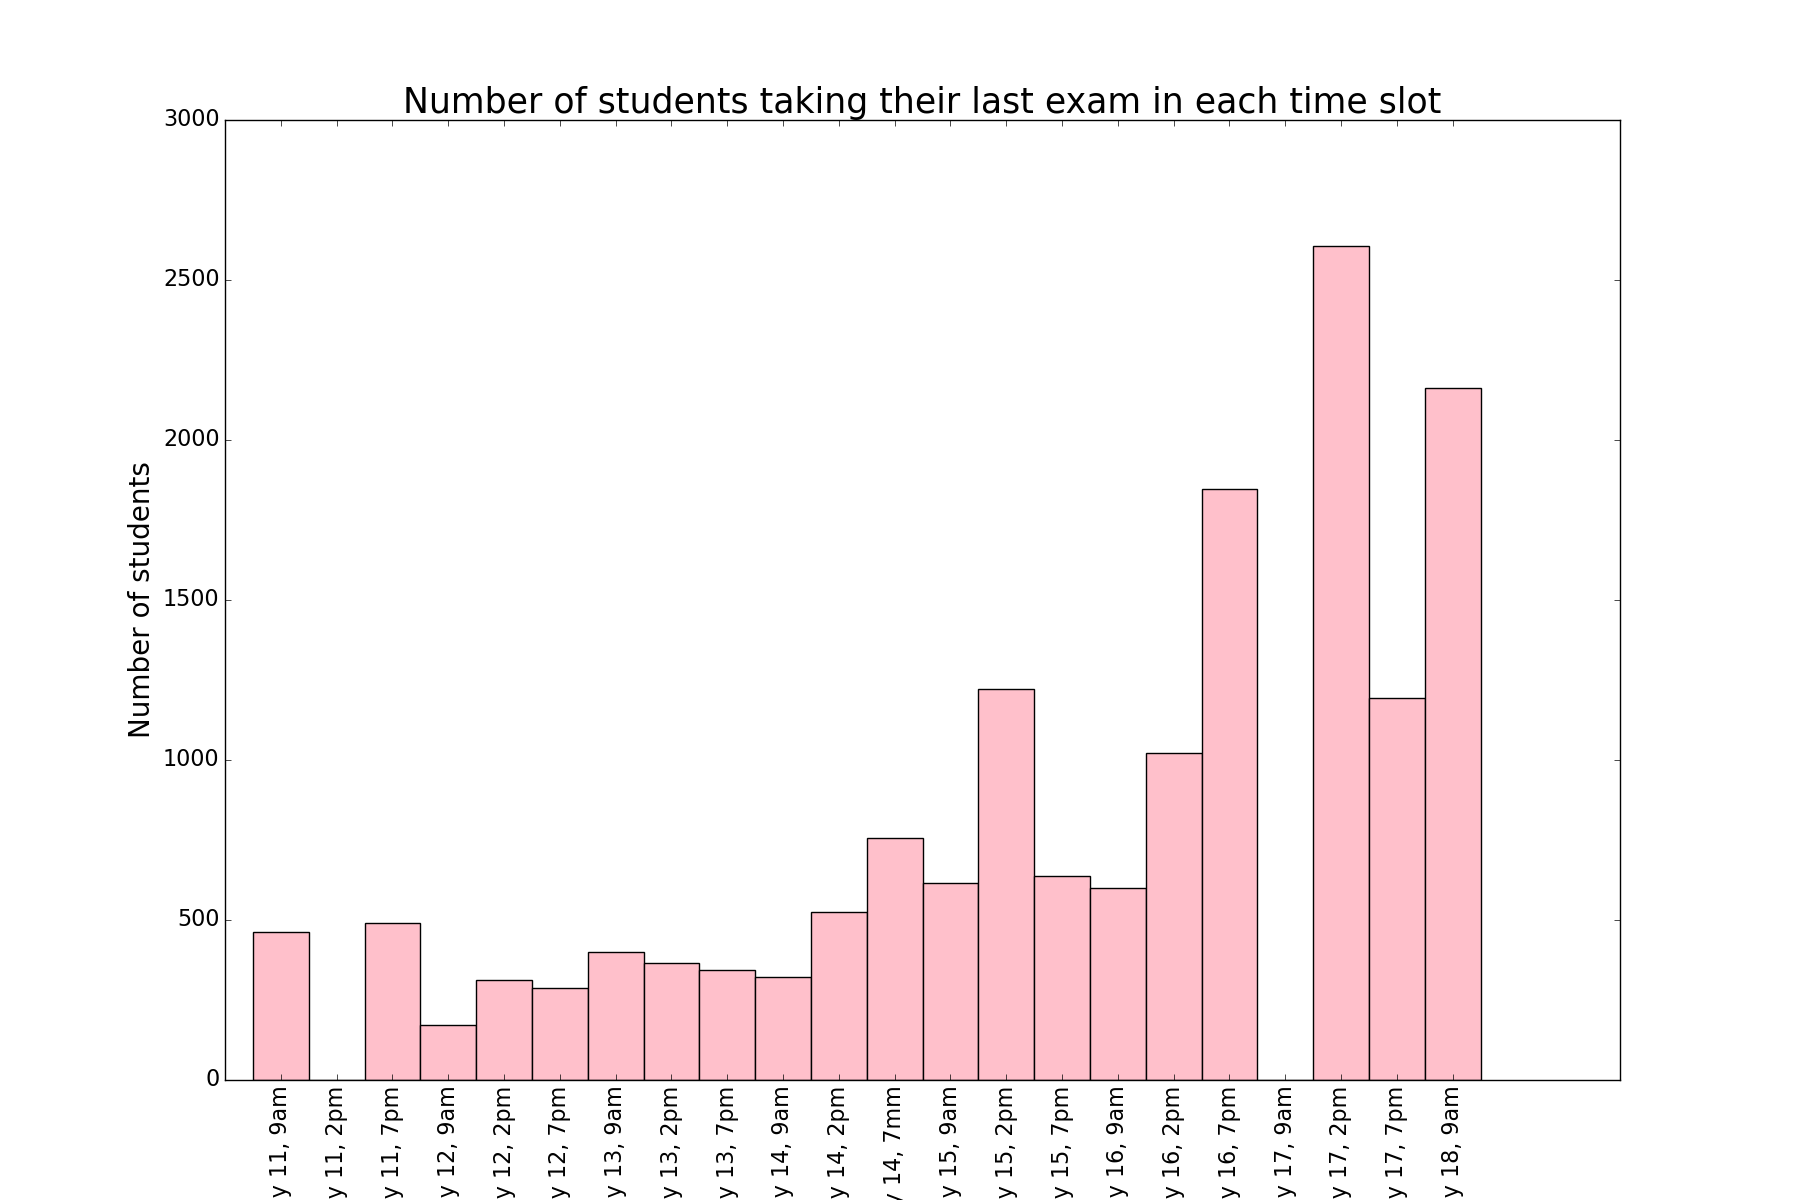 Number of students taking their last exam in each time slot
Number of students
3000
2500
2000
1500
1000
500
0
y 11, 9am
y 11, 2pm
y 11, 7pm
y 12, 9am
y 12, 2pm
y 12, 7pm
y 13, 9am
y 13, 2pm
y 13, 7pm
y 14, 9am
y 14, 2pm
y 14, 7mm
y 15, 9am
y 15, 2pm
y 15, 7pm
y 16, 9am
y 16, 2pm
y 16, 7pm
y 17, 9am
y 17, 2pm
y 17, 7pm
y 18, 9am